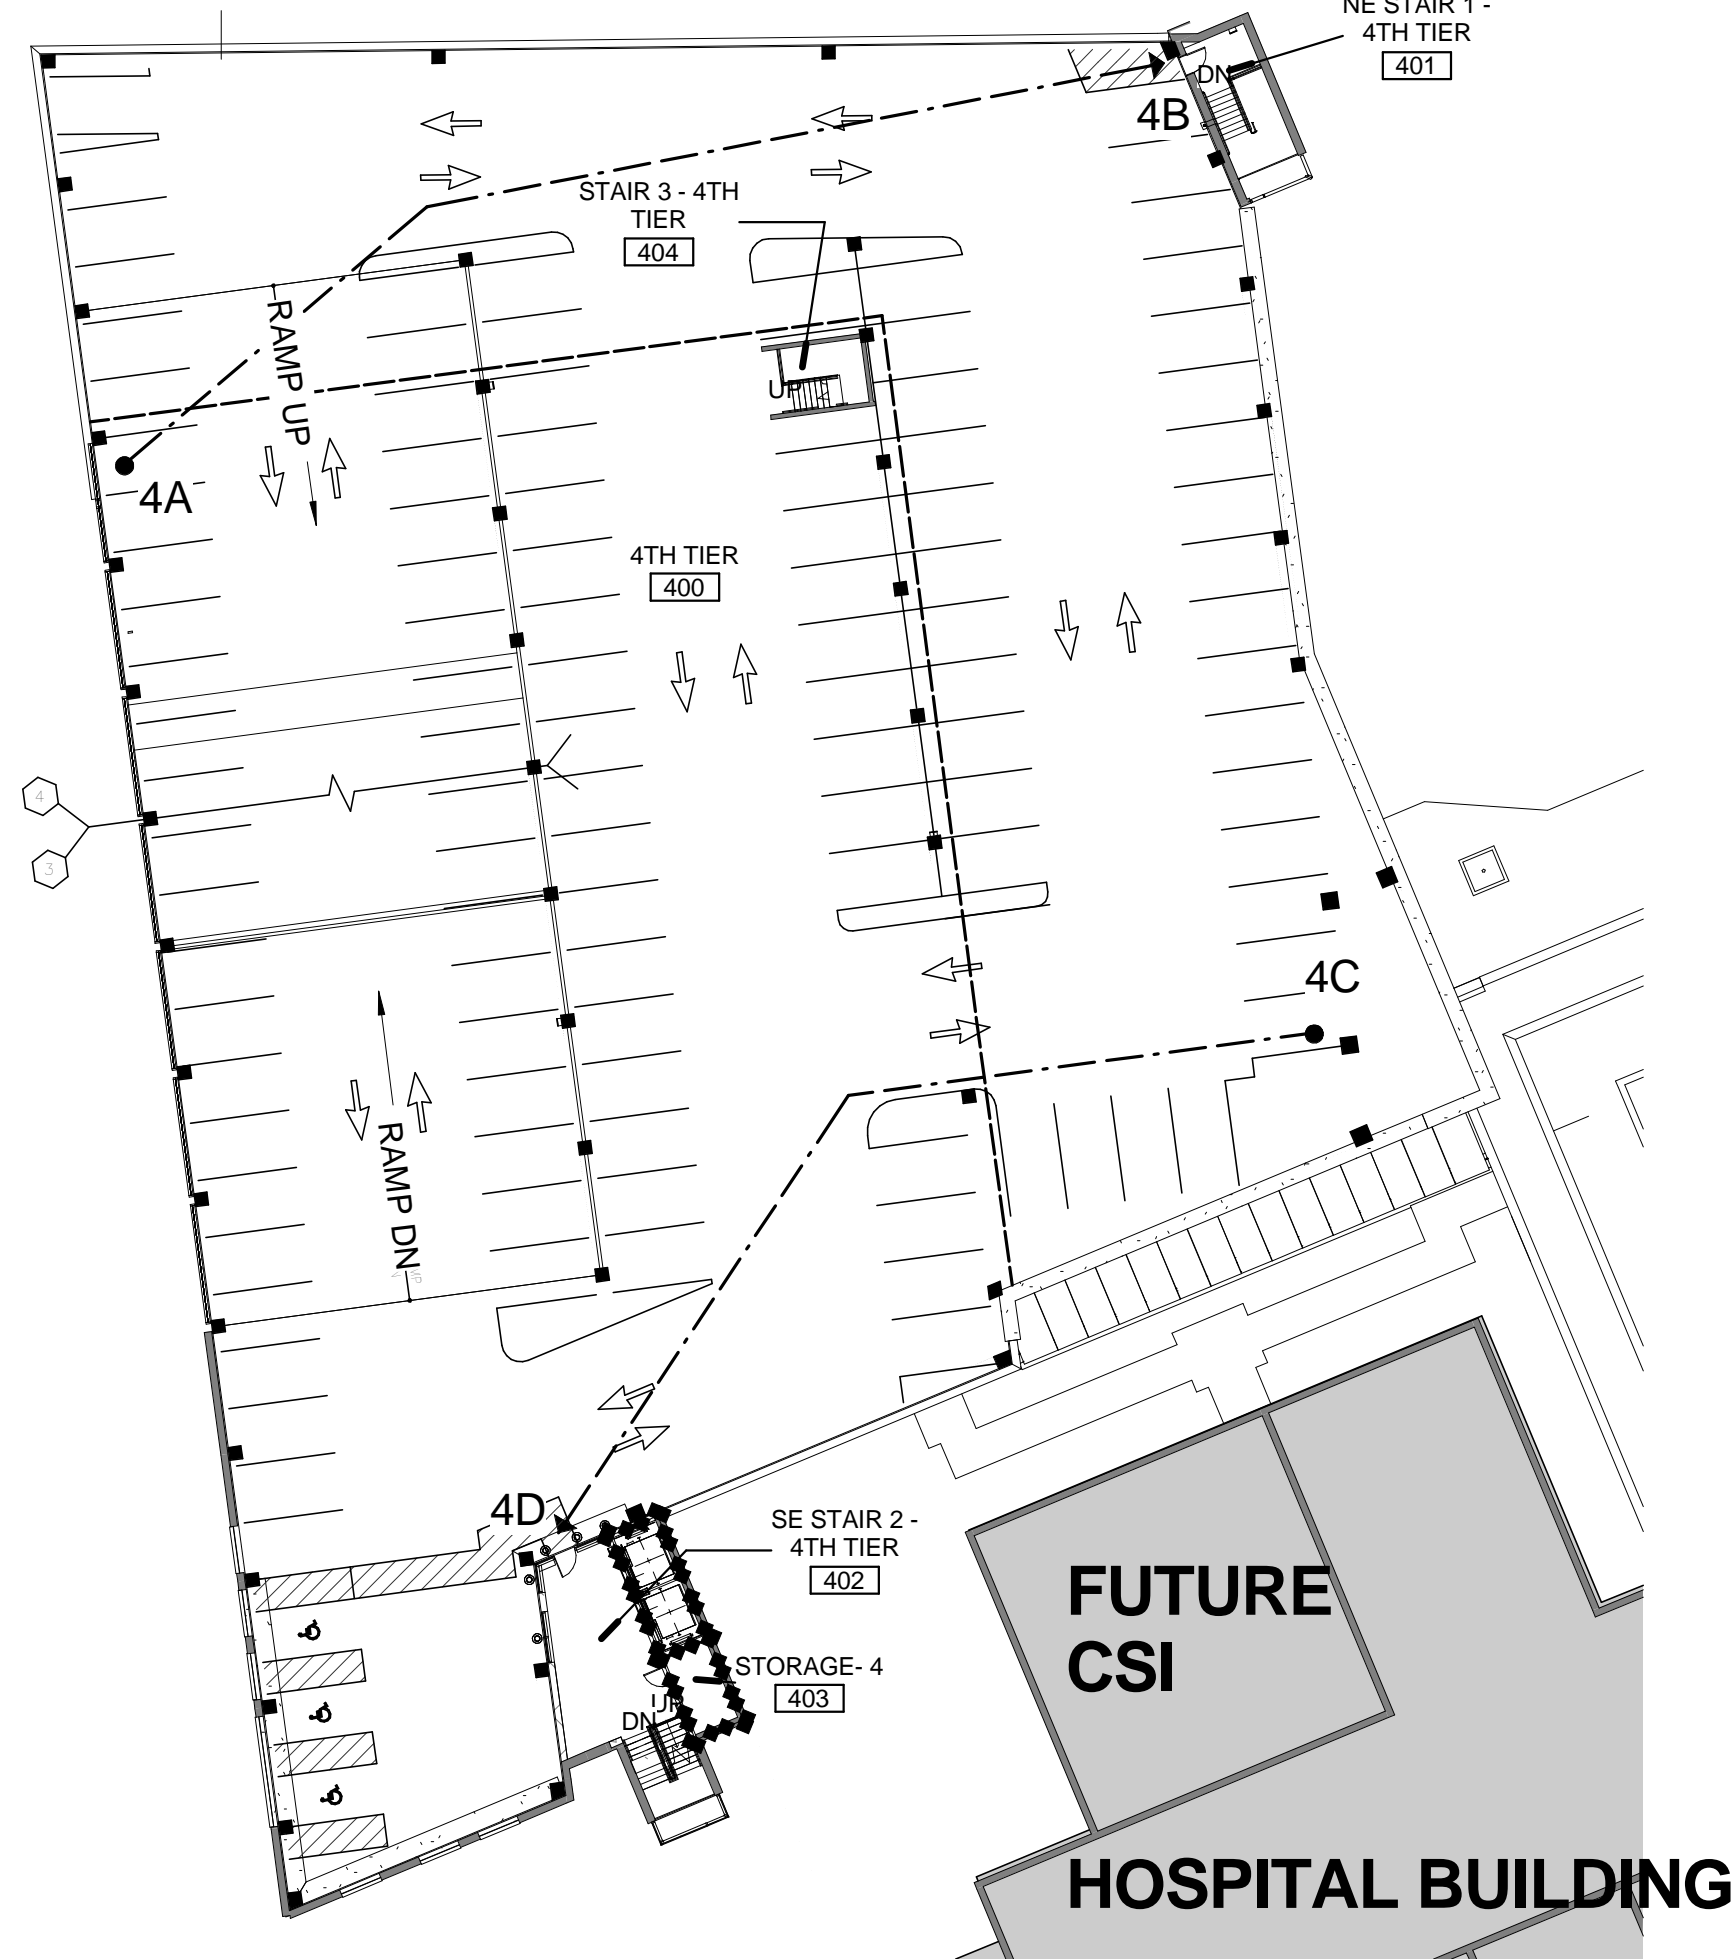 NE STAIR 1 -
4TH TIER
401
DN
4B
STAIR 3 - 4TH
TIER
404
RAMP UP
UP
4A
4TH TIER
400
4
3
4C
RAMP DN
4D
SE STAIR 2 -
4TH TIER
402
STORAGE- 4
403
UP
DN
FUTURE
CSI
HOSPITAL BUILDING